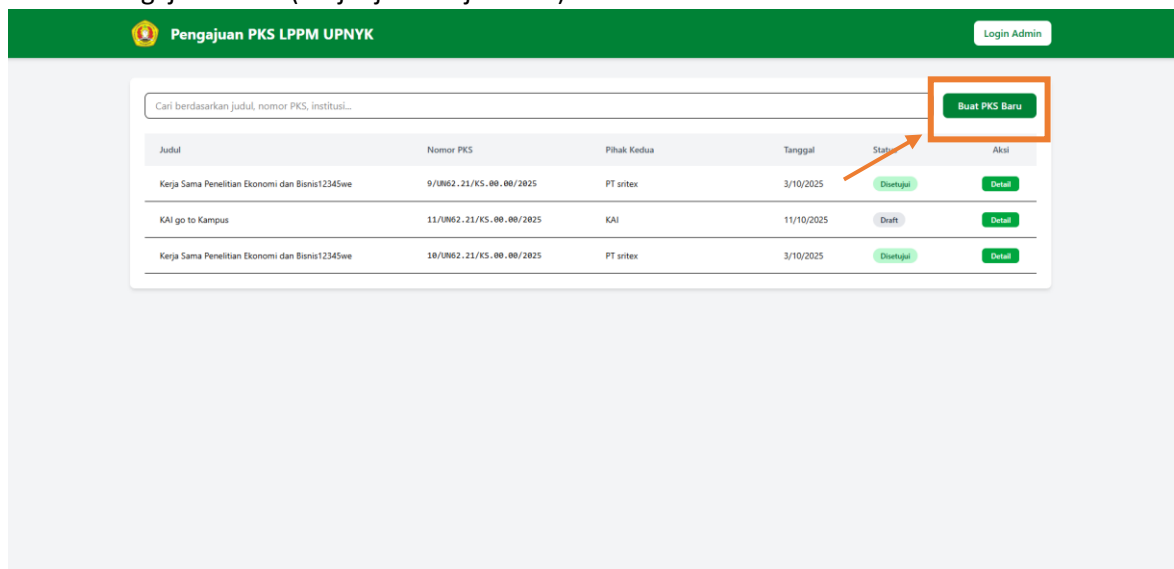 Pengajuan PKS LPPM UPNYK
Login Admin
Cari berdasarkan judul, nomor PKS, institusi...
Buat PKS Baru
Judul Nomor PKS Pihak Kedua Tanggal Status Aksi
Kerja Sama Penelitian Ekonomi dan Bisnis12345we 9/UN62.21/KS.00.00/2025 PT sritex 3/10/2025 Disetujui Detail
KAI go to Kampus 11/UN62.21/KS.00.00/2025 KAI 11/10/2025 Draft Detail
Kerja Sama Penelitian Ekonomi dan Bisnis12345we 10/UN62.21/KS.00.00/2025 PT sritex 3/10/2025 Disetujui Detail